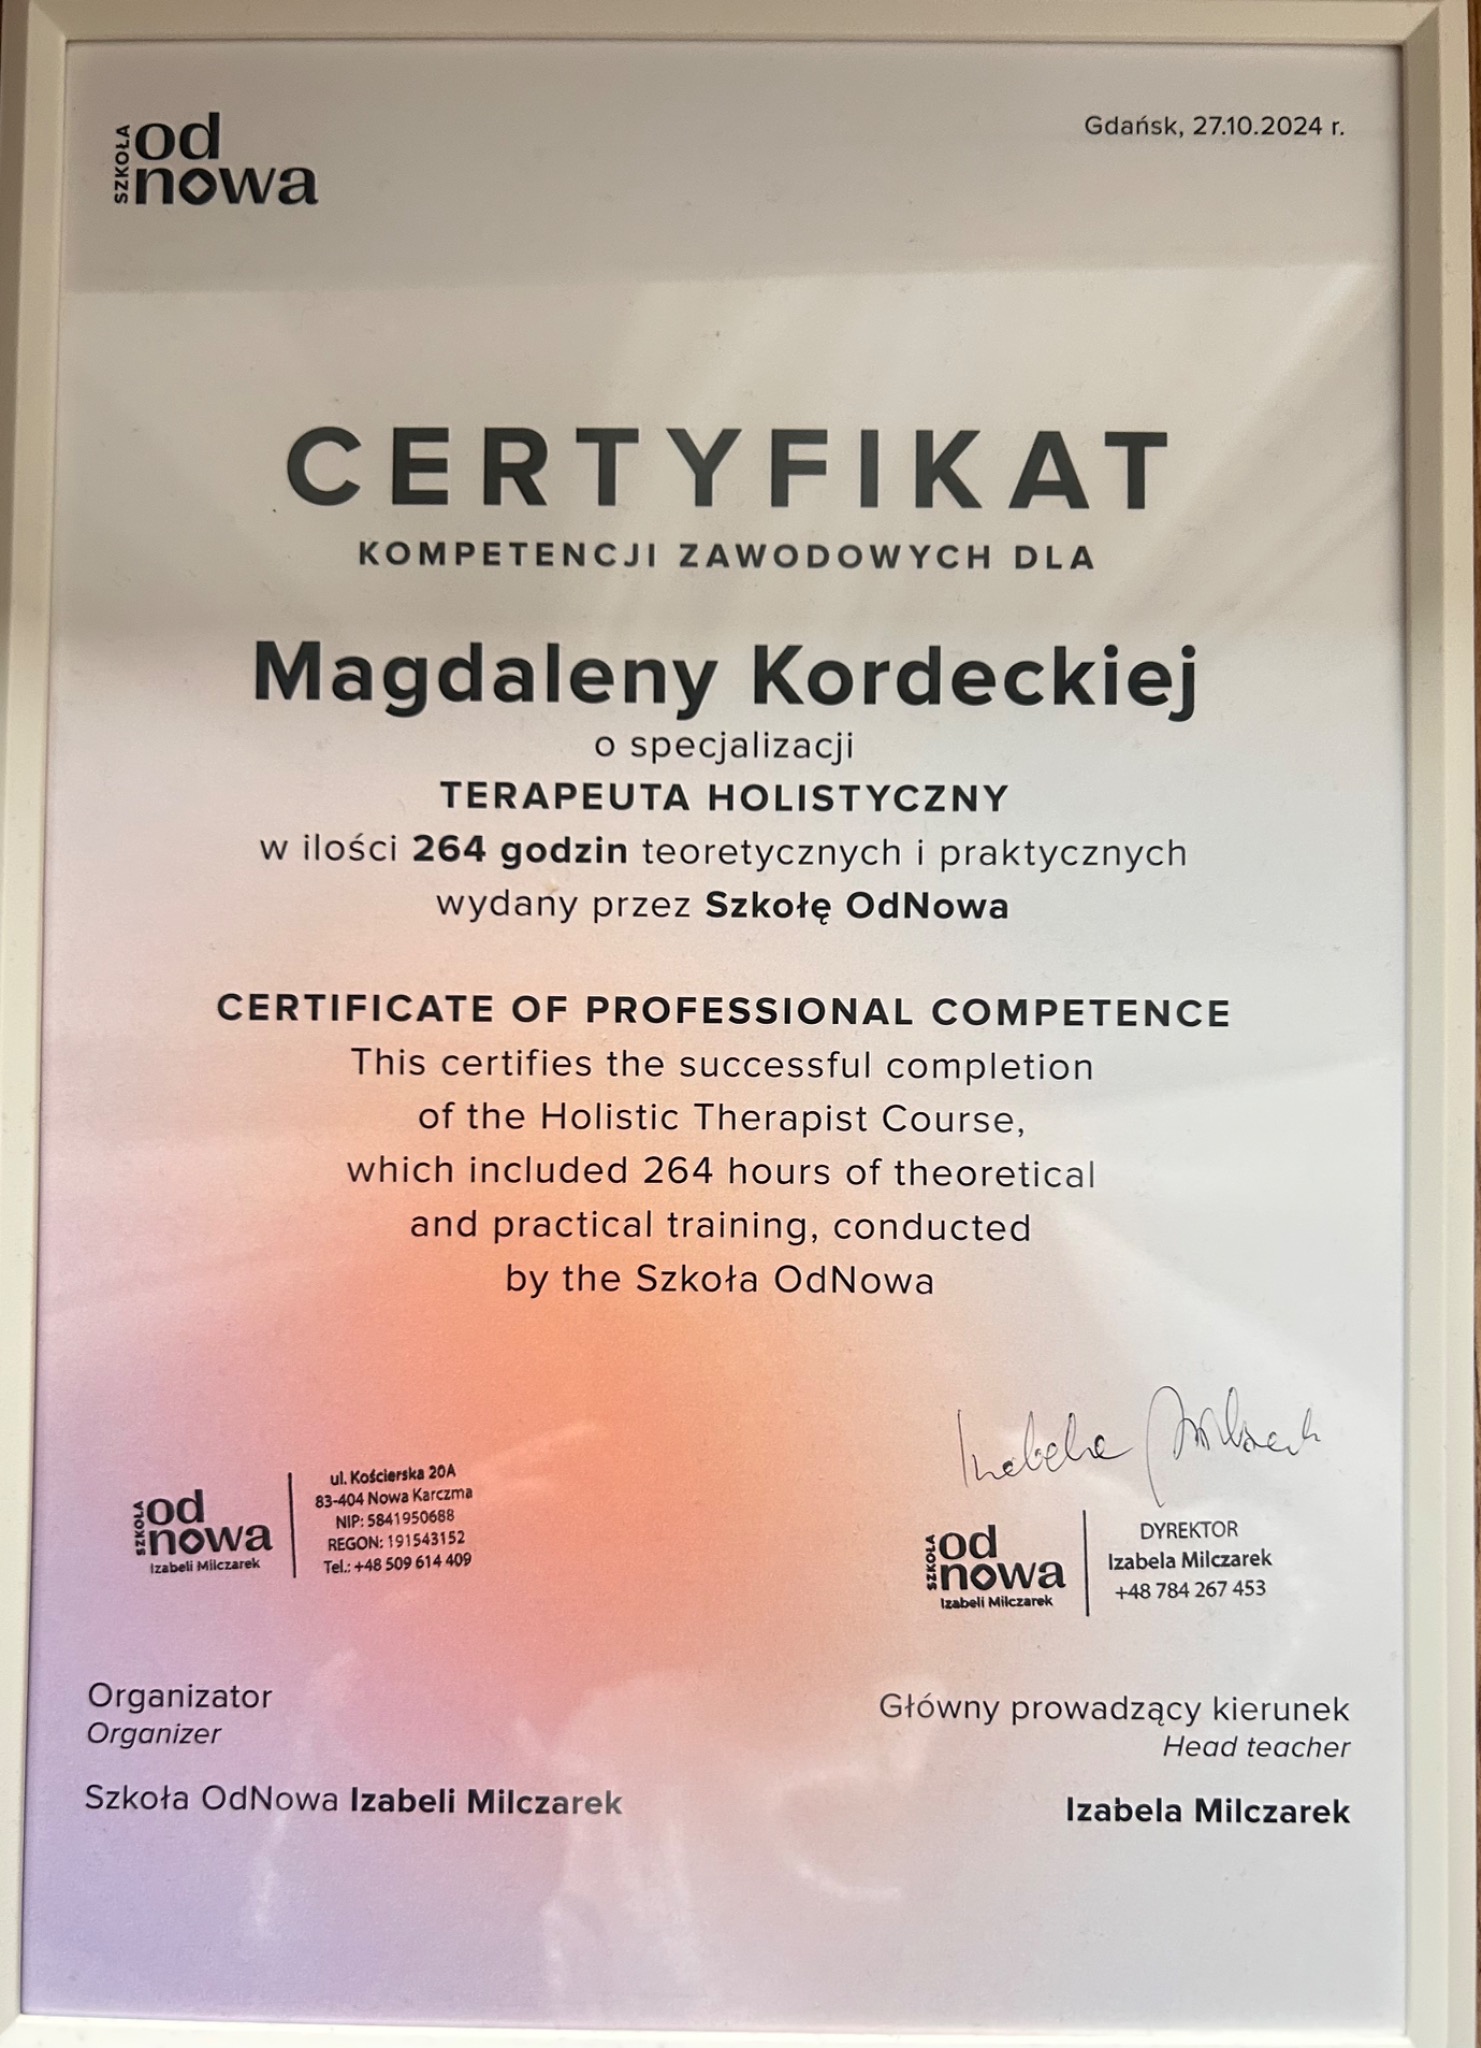 SZKOŁA
od
nowa
Gdańsk, 27.10.2024 r.
CERTYFIKAT
KOMPETENCJI ZAWODOWYCH DLA
Magdaleny Kordeckiej
o specjalizacji
TERAPEUTA HOLISTYCZNY
w ilości 264 godzin teoretycznych i praktycznych
wydany przez Szkołę OdNowa
CERTIFICATE OF PROFESSIONAL COMPETENCE
This certifies the successful completion
of the Holistic Therapist Course,
which included 264 hours of theoretical
and practical training, conducted
by the Szkoła OdNowa
SZKOŁA
od
nowa
Izabeli Milczarek
ul. Kościerska 20A
83-404 Nowa Karczma
NIP: 5841950688
REGON: 191543152
Tel.: +48 509 614 409
Izabela Milczarek
SZKOŁA
od
nowa
Izabeli Milczarek
DYREKTOR
Izabela Milczarek
+48 784 267 453
Organizator
Organizer
Szkoła OdNowa Izabeli Milczarek
Główny prowadzący kierunek
Head teacher
Izabela Milczarek